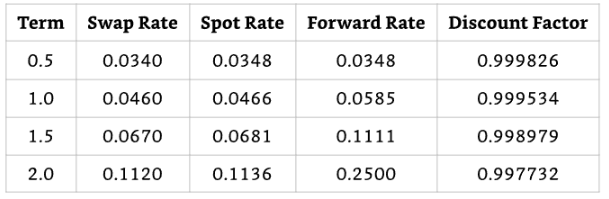 Term Swap Rate Spot Rate Forward Rate Discount Factor
0.5 0.0340 0.0348 0.0348 0.999826
1.0 0.0460 0.0466 0.0585 0.999534
1.5 0.0670 0.0681 0.1111 0.998979
2.0 0.1120 0.1136 0.2500 0.997732